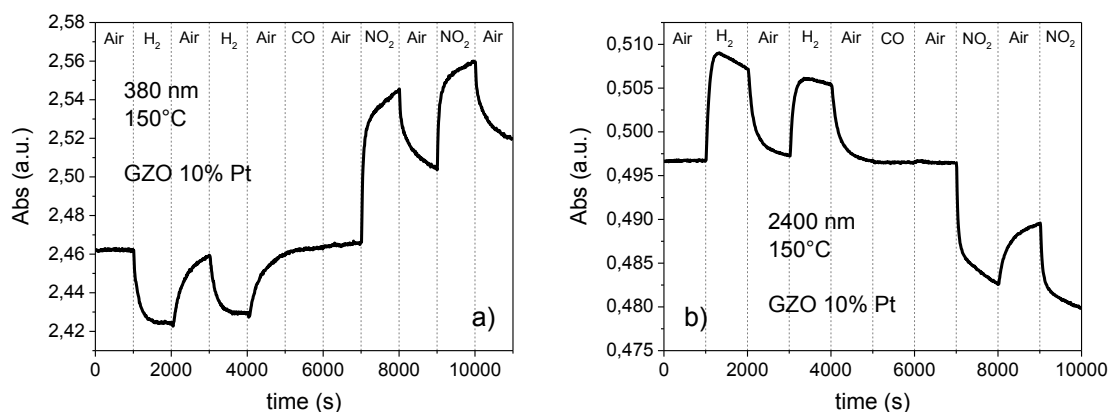 Air H₂ Air H₂ Air CO Air NO₂ Air NO₂ Air
2,58
2,56
2,54
2,52
2,50
2,48
2,46
2,44
2,42
Abs (a.u.)
380 nm
150°C
GZO 10% Pt
a)
0 2000 4000 6000 8000 10000
time (s)
Air H₂ Air H₂ Air CO Air NO₂ Air NO₂
0,510
0,505
0,500
0,495
0,490
0,485
0,480
0,475
Abs (a.u.)
2400 nm
150°C
GZO 10% Pt
b)
0 2000 4000 6000 8000 10000
time (s)